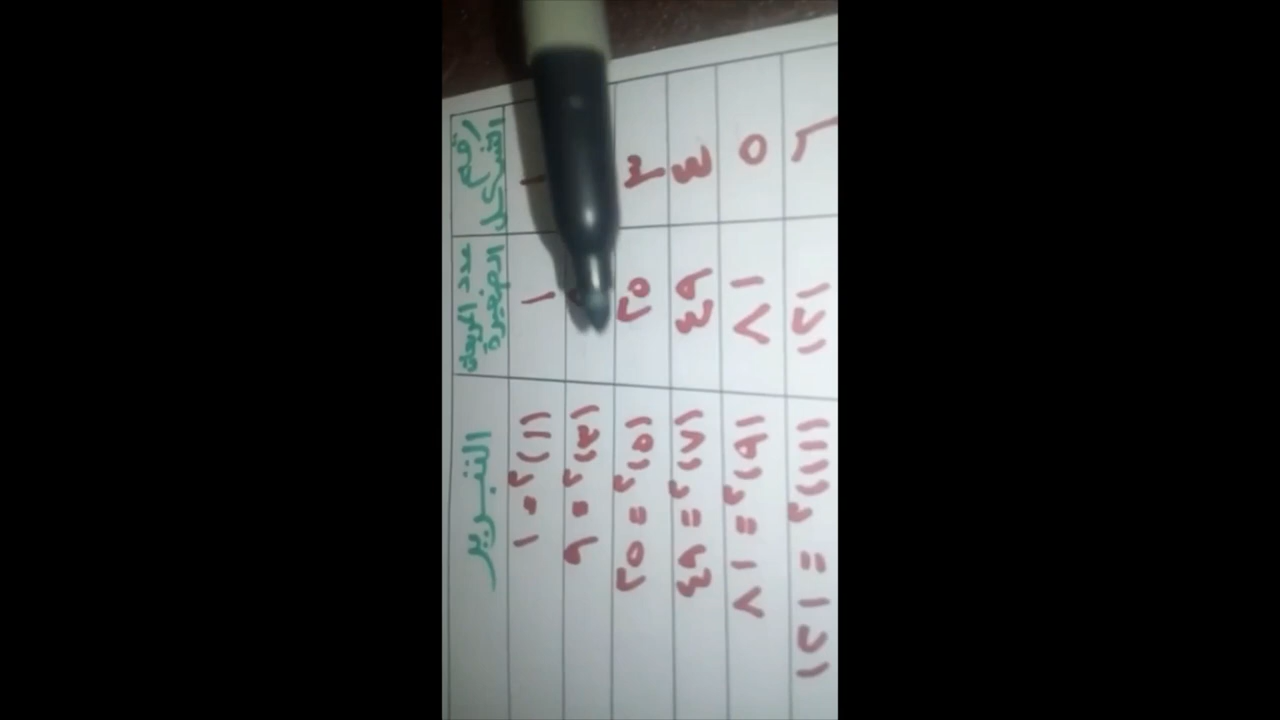 رقم الشكل	عدد المربعات الصغيرة	التبرير
١	١	(١)٢ = ١
(٣)٢ = ٩
٣	٢٥	(٥)٢ = ٢٥
٤	٤٩	(٧)٢ = ٤٩
٥	٨١	(٩)٢ = ٨١
٦	١٢١	(١١)٢ = ١٢١